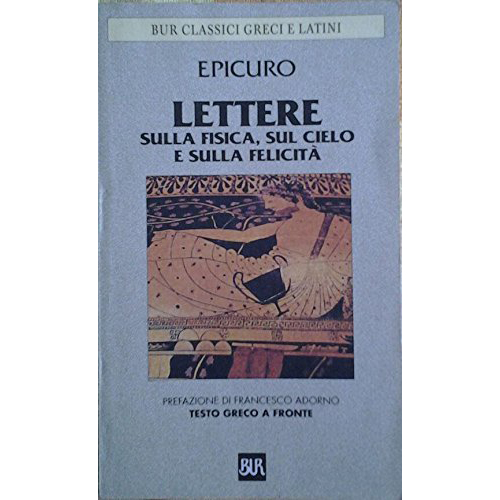 BUR CLASSICI GRECI E LATINI
EPICURO
LETTERE
SULLA FISICA, SUL CIELO
E SULLA FELICITÀ
PREFAZIONE DI FRANCESCO ADORNO
TESTO GRECO A FRONTE
BUR